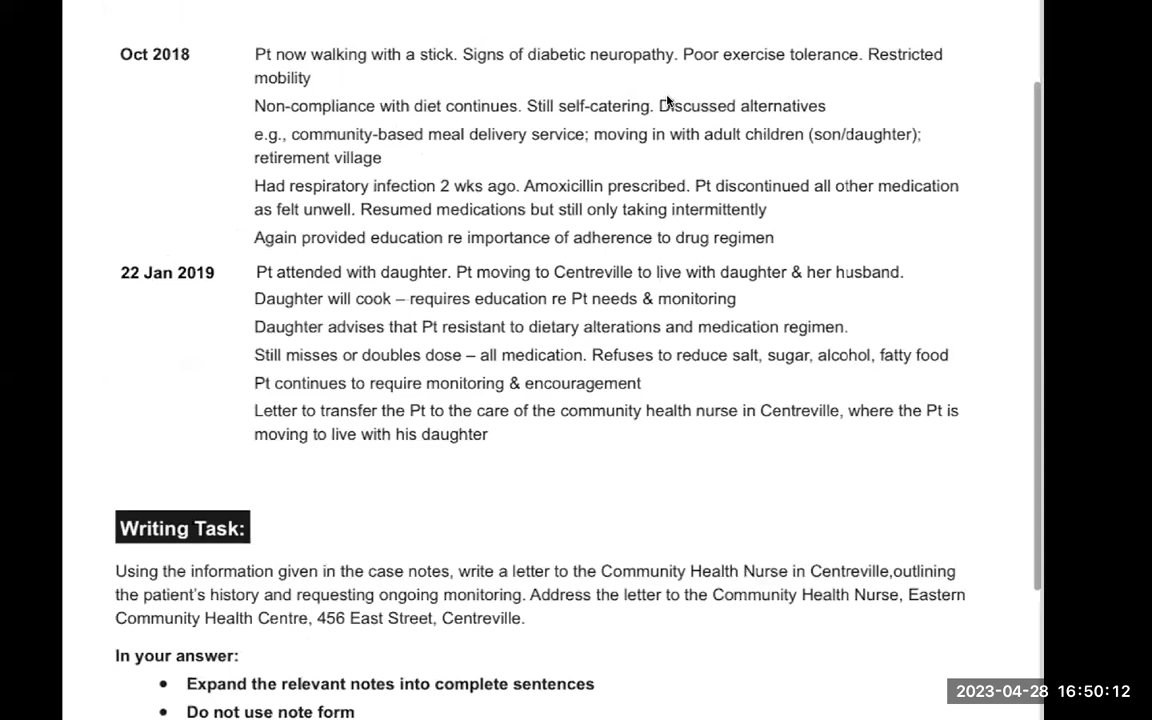 Oct 2018 Pt now walking with a stick. Signs of diabetic neuropathy. Poor exercise tolerance. Restricted
mobility
Non-compliance with diet continues. Still self-catering. Discussed alternatives
e.g., community-based meal delivery service; moving in with adult children (son/daughter);
retirement village
Had respiratory infection 2 wks ago. Amoxicillin prescribed. Pt discontinued all other medication
as felt unwell. Resumed medications but still only taking intermittently
Again provided education re importance of adherence to drug regimen
22 Jan 2019 Pt attended with daughter. Pt moving to Centreville to live with daughter & her husband.
Daughter will cook – requires education re Pt needs & monitoring
Daughter advises that Pt resistant to dietary alterations and medication regimen.
Still misses or doubles dose – all medication. Refuses to reduce salt, sugar, alcohol, fatty food
Pt continues to require monitoring & encouragement
Letter to transfer the Pt to the care of the community health nurse in Centreville, where the Pt is
moving to live with his daughter
Writing Task:
Using the information given in the case notes, write a letter to the Community Health Nurse in Centreville,outlining
the patient's history and requesting ongoing monitoring. Address the letter to the Community Health Nurse, Eastern
Community Health Centre, 456 East Street, Centreville.
In your answer:
• Expand the relevant notes into complete sentences
• Do not use note form
2023-04-28 16:50:12